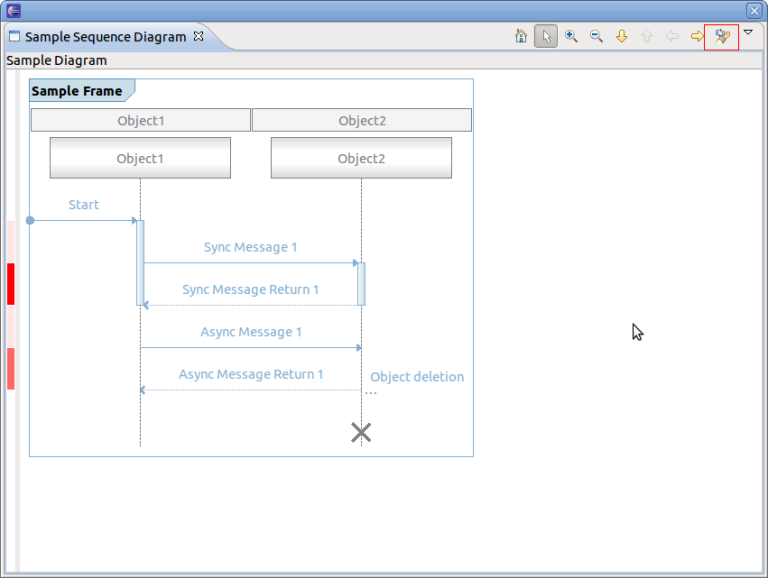 Sample Sequence Diagram
Sample Diagram
Sample Frame
Object1 Object2
Object1 Object2
Start
Sync Message 1
Sync Message Return 1
Async Message 1
Async Message Return 1
Object deletion
...